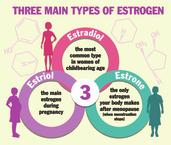 THREE MAIN TYPES OF ESTROGEN
Estradiol
the most
common type
in women of
childbearing age
Estriol
the main
estrogen
during
pregnancy
3
Estrone
the only
estrogen
your body makes
after menopause
(when menstruation
stops)